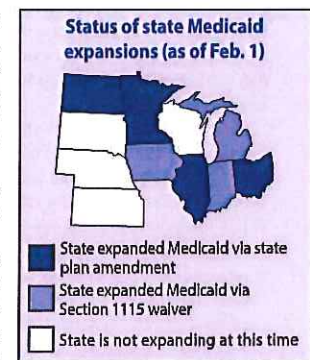 Status of state Medicaid
expansions (as of Feb. 1)
State expanded Medicaid via state
plan amendment
State expanded Medicaid via
Section 1115 waiver
State is not expanding at this time